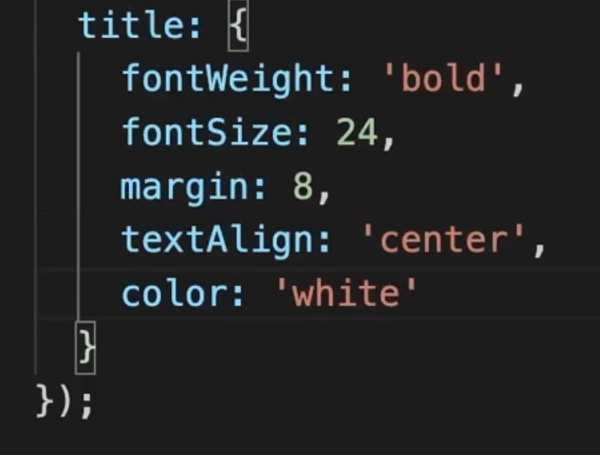 title: {
fontWeight: 'bold',
fontSize: 24,
margin: 8,
textAlign: 'center',
color: 'white'
}
});